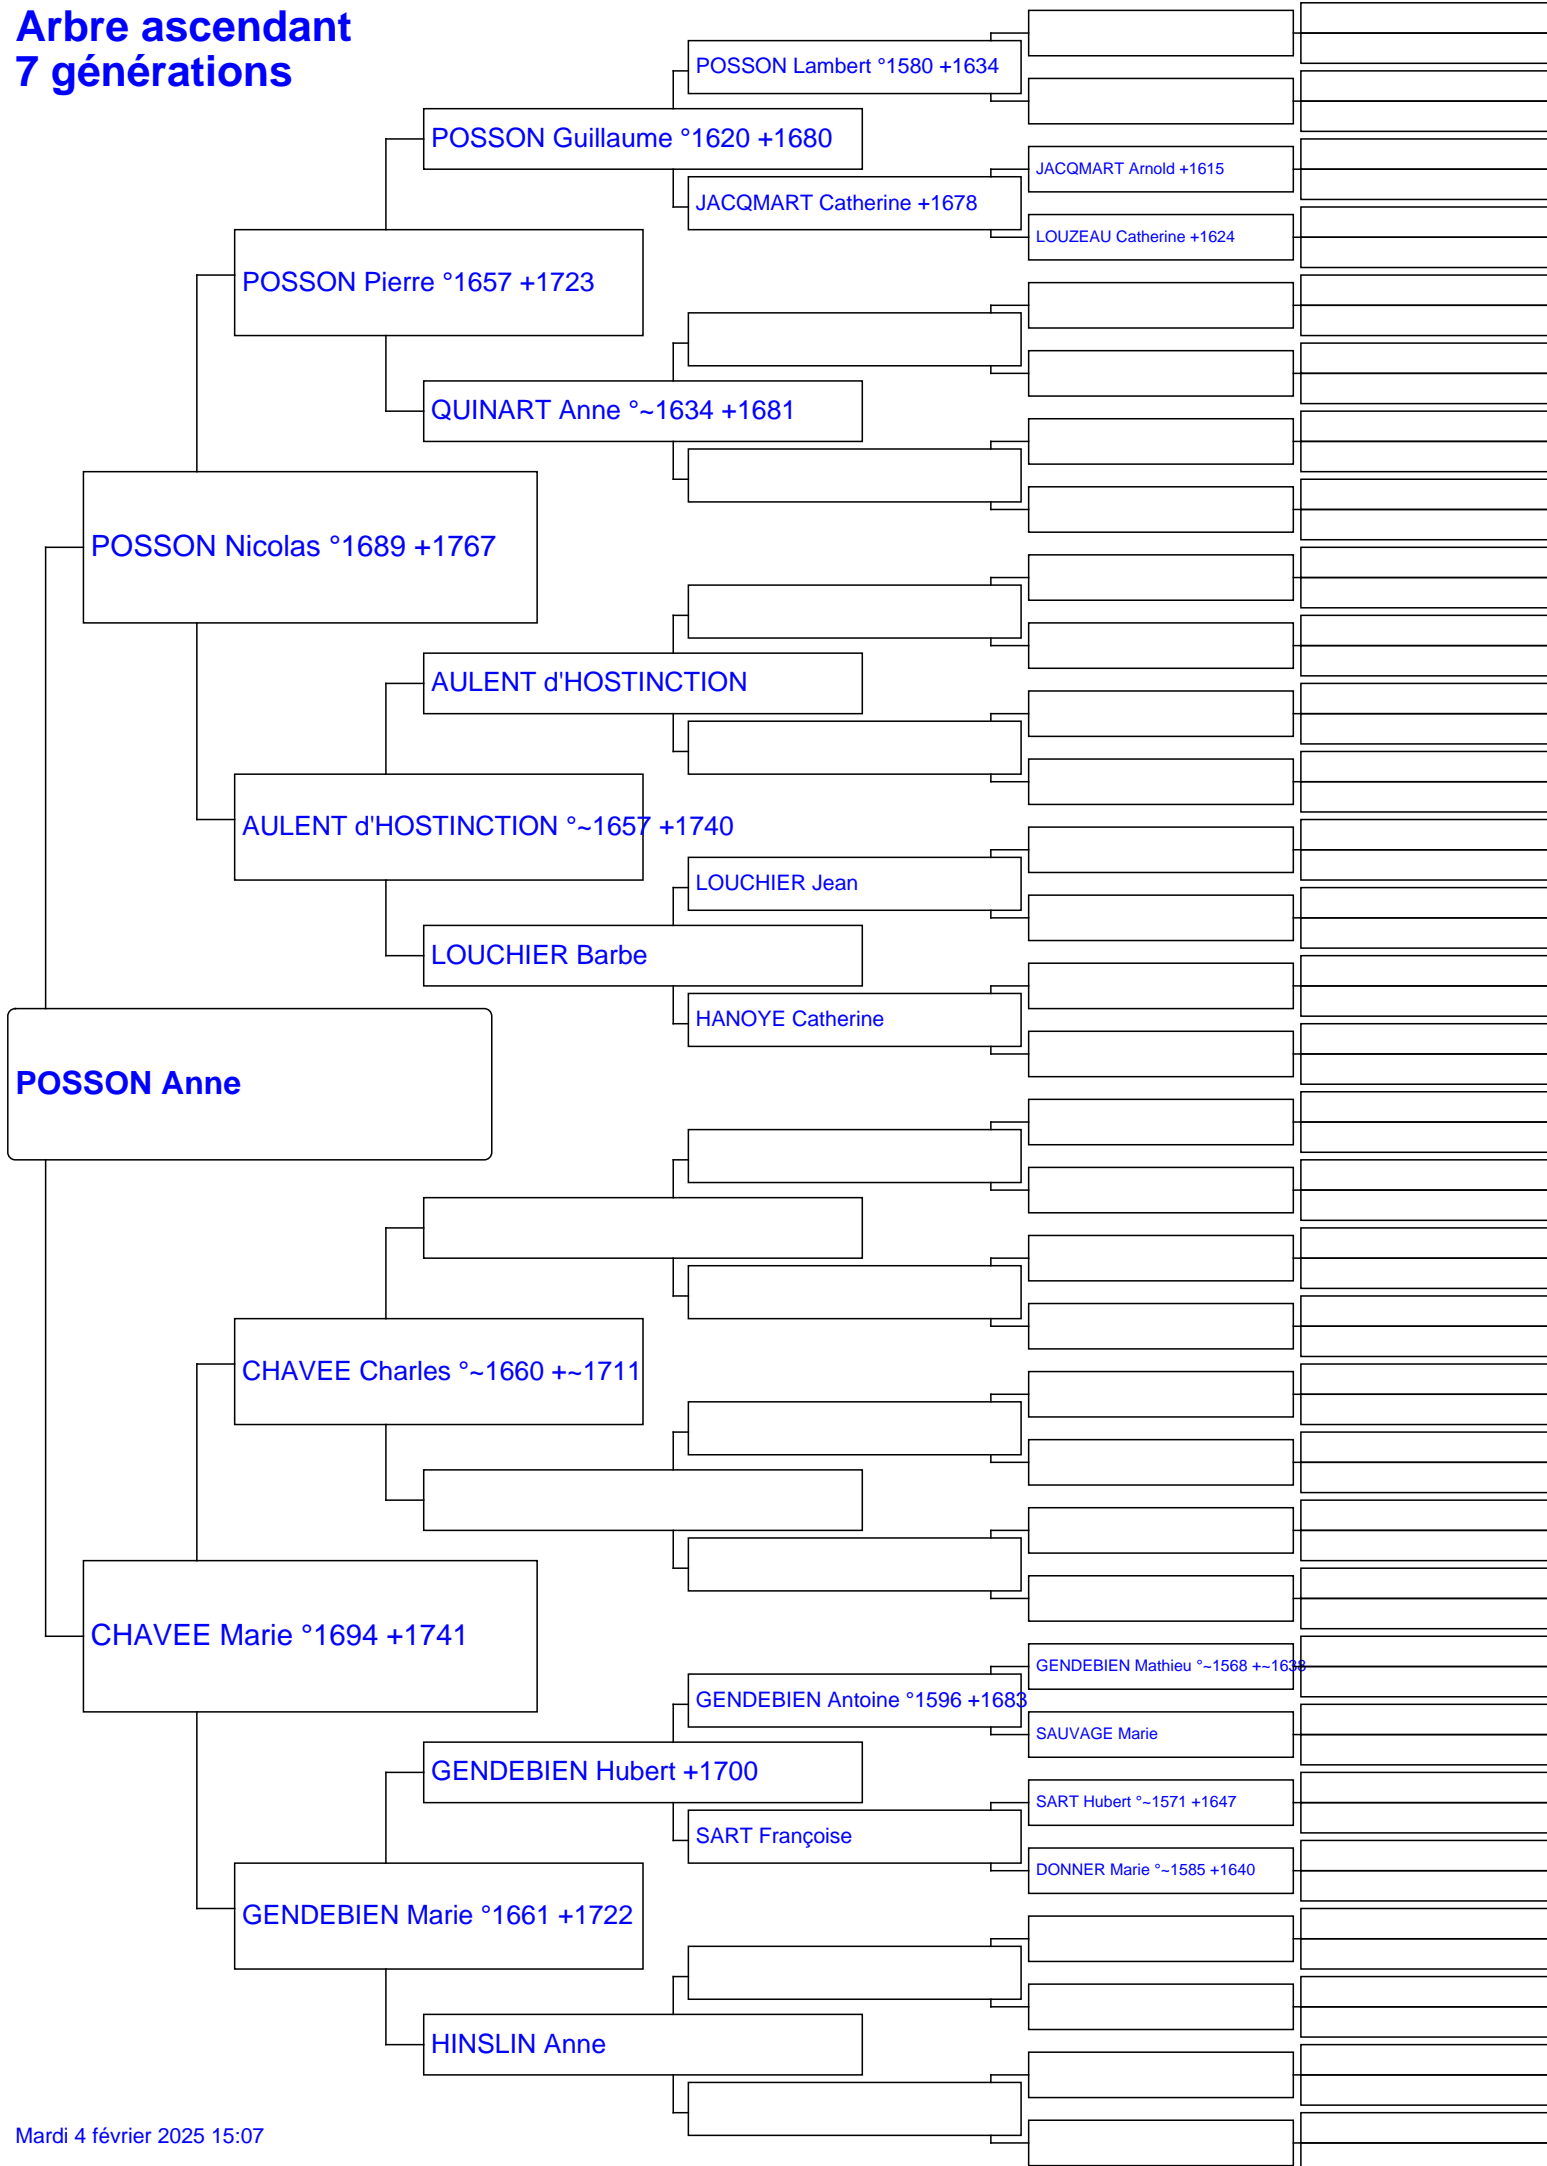 Arbre ascendant
7 générations
POSSON Lambert °1580 +1634
POSSON Guillaume °1620 +1680
JACQMART Arnold +1615
JACQMART Catherine +1678
LOUZEAU Catherine +1624
POSSON Pierre °1657 +1723
QUINART Anne °~1634 +1681
POSSON Nicolas °1689 +1767
AULENT d'HOSTINCTION
AULENT d'HOSTINCTION °~1657 +1740
LOUCHIER Jean
LOUCHIER Barbe
HANOYE Catherine
POSSON Anne
CHAVEE Charles °~1660 +~1711
CHAVEE Marie °1694 +1741
GENDEBIEN Mathieu °~1568 +~1638
GENDEBIEN Antoine °1596 +1683
SAUVAGE Marie
GENDEBIEN Hubert +1700
SART Hubert °~1571 +1647
SART Françoise
DONNER Marie °~1585 +1640
GENDEBIEN Marie °1661 +1722
HINSLIN Anne
Mardi 4 février 2025 15:07